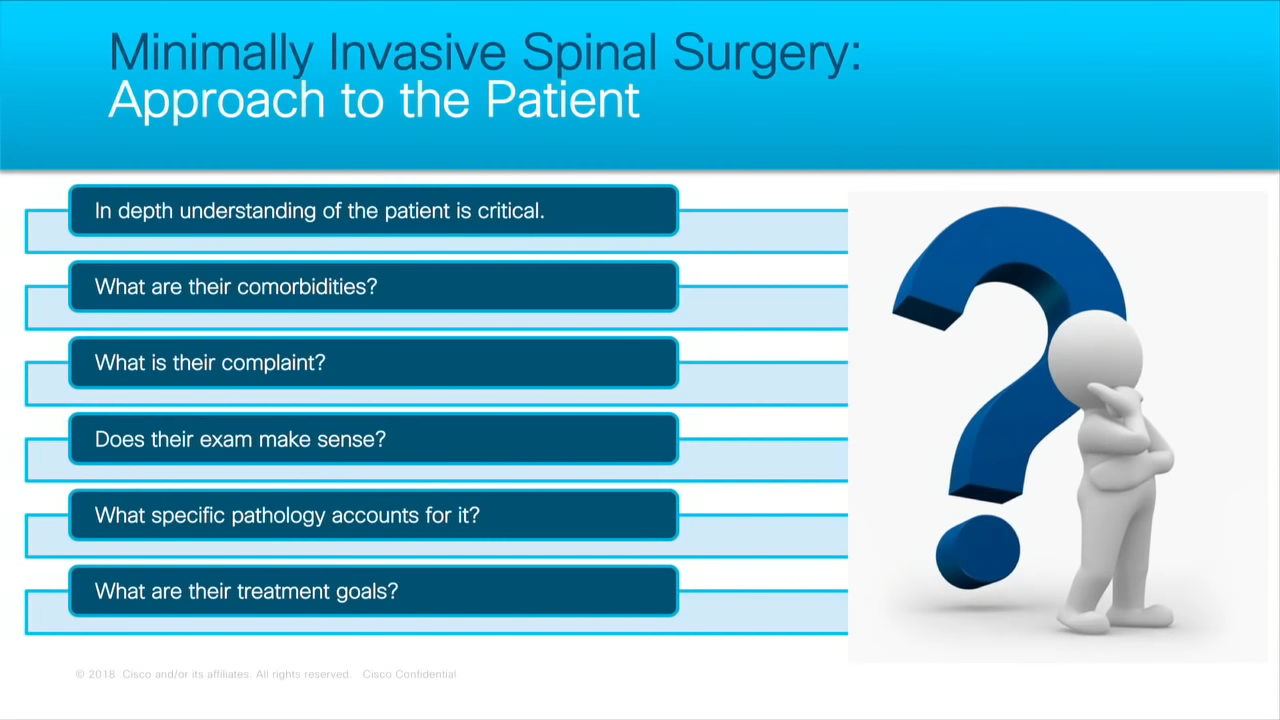 Minimally Invasive Spinal Surgery:
Approach to the Patient
In depth understanding of the patient is critical.
What are their comorbidities?
What is their complaint?
Does their exam make sense?
What specific pathology accounts for it?
What are their treatment goals?
© 2018 Cisco and/or its affiliates. All rights reserved. Cisco Confidential